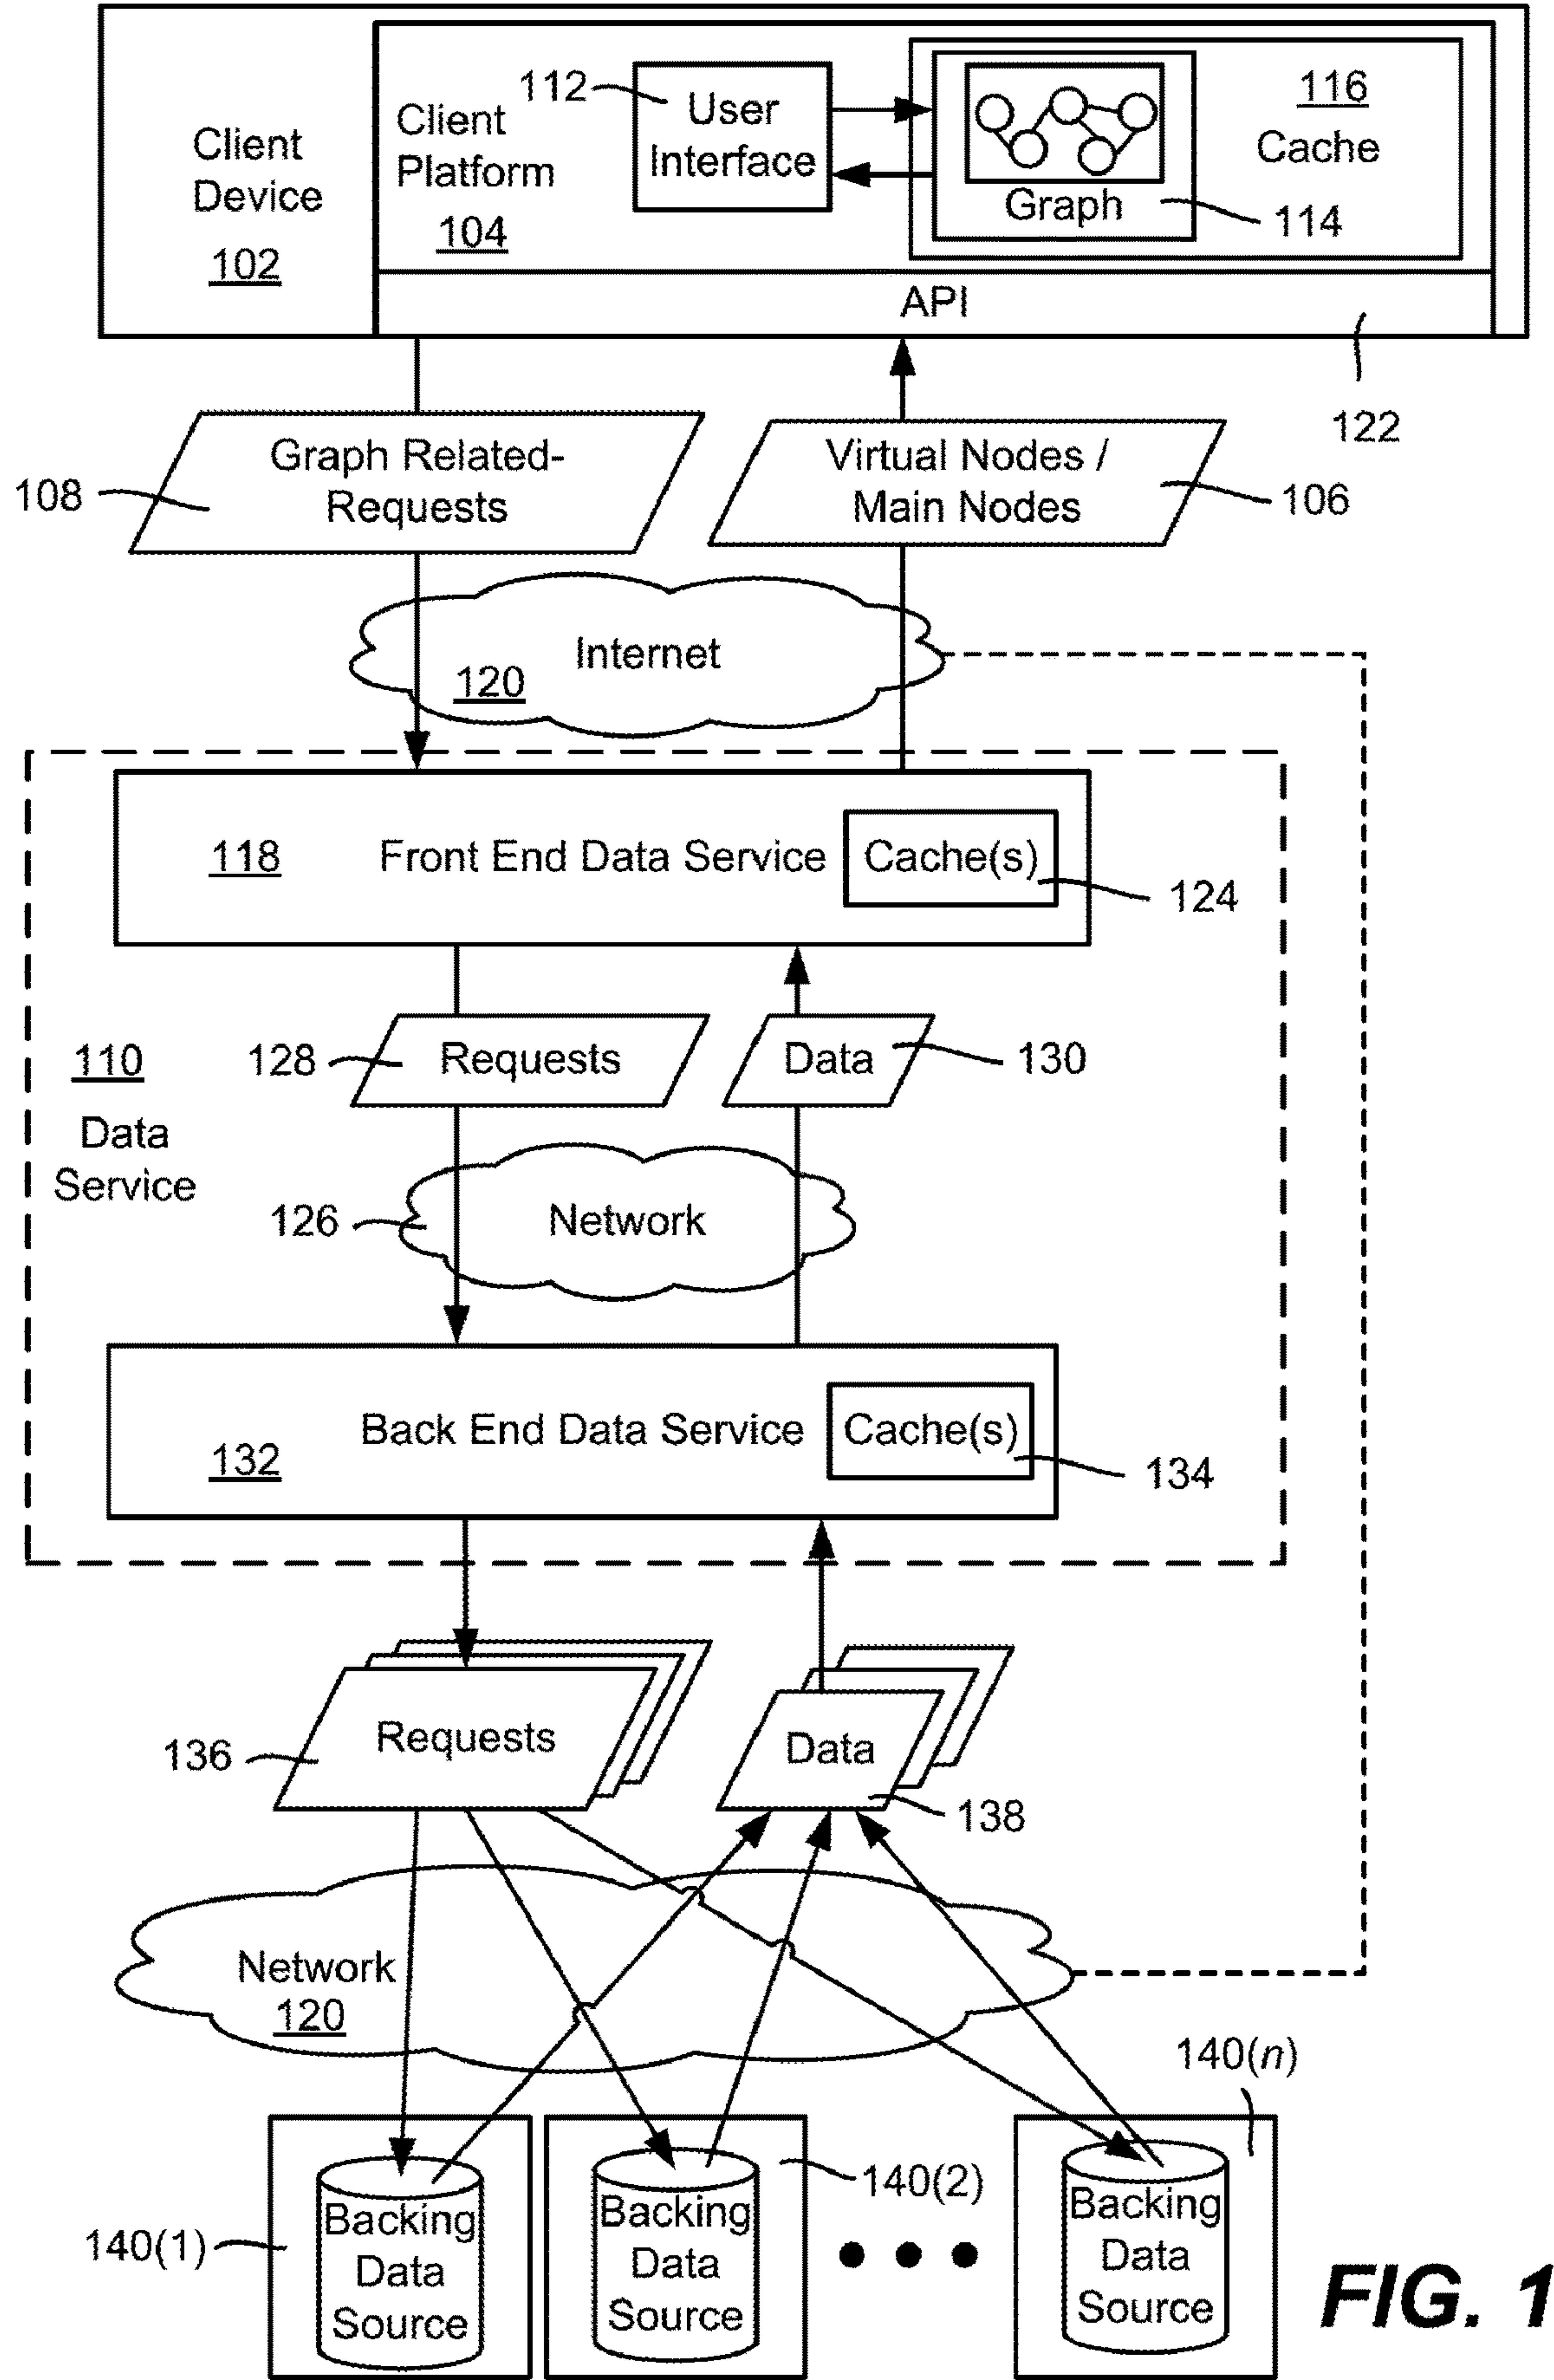 Client
Device
102
Client
Platform
104
112
User
Interface
Graph
114
116
Cache
API
122
108
Graph Related-
Requests
Virtual Nodes /
Main Nodes
106
Internet
120
118
Front End Data Service
Cache(s)
124
110
Data
Service
128
Requests
Data
130
126
Network
132
Back End Data Service
Cache(s)
134
136
Requests
Data
138
Network
120
140(1)
Backing
Data
Source
140(2)
Backing
Data
Source
140(n)
Backing
Data
Source
FIG. 1